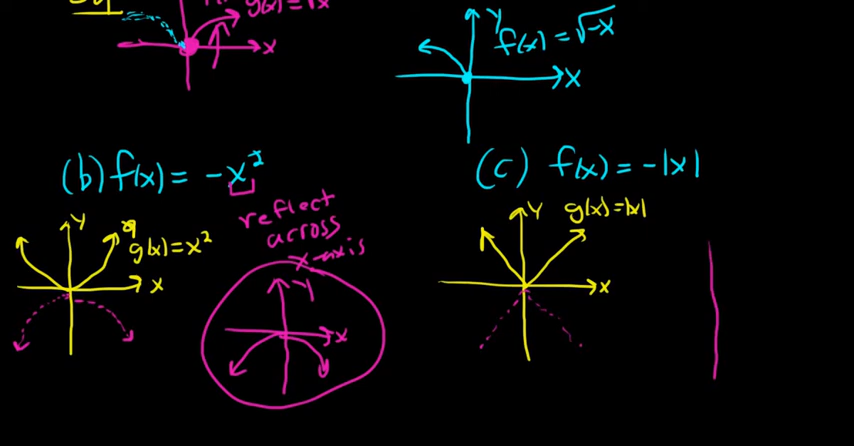 g(x) = √x
x
y
f(x) = √-x
x
(b) f(x) = -x²
(c) f(x) = -|x|
reflect
across
x-axis
y
g(x) = x²
x
y
x
y
g(x) = |x|
x